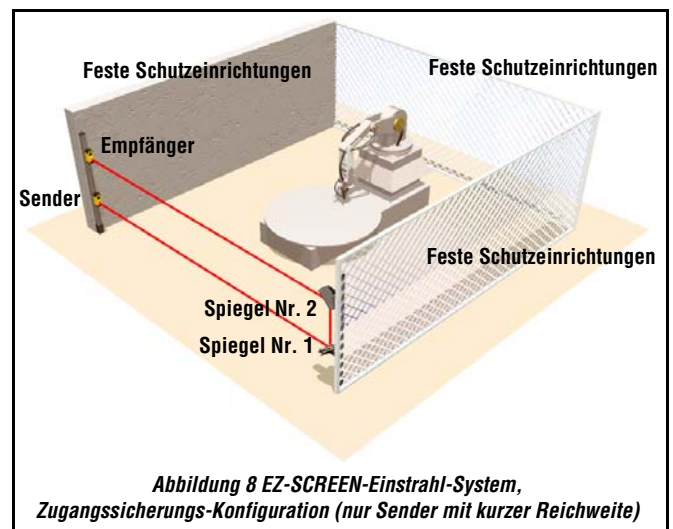 Feste Schutzeinrichtungen
Feste Schutzeinrichtungen
Empfänger
Sender
Feste Schutzeinrichtungen
Spiegel Nr. 2
Spiegel Nr. 1
Abbildung 8 EZ-SCREEN-Einstrahl-System,
Zugangssicherungs-Konfiguration (nur Sender mit kurzer Reichweite)